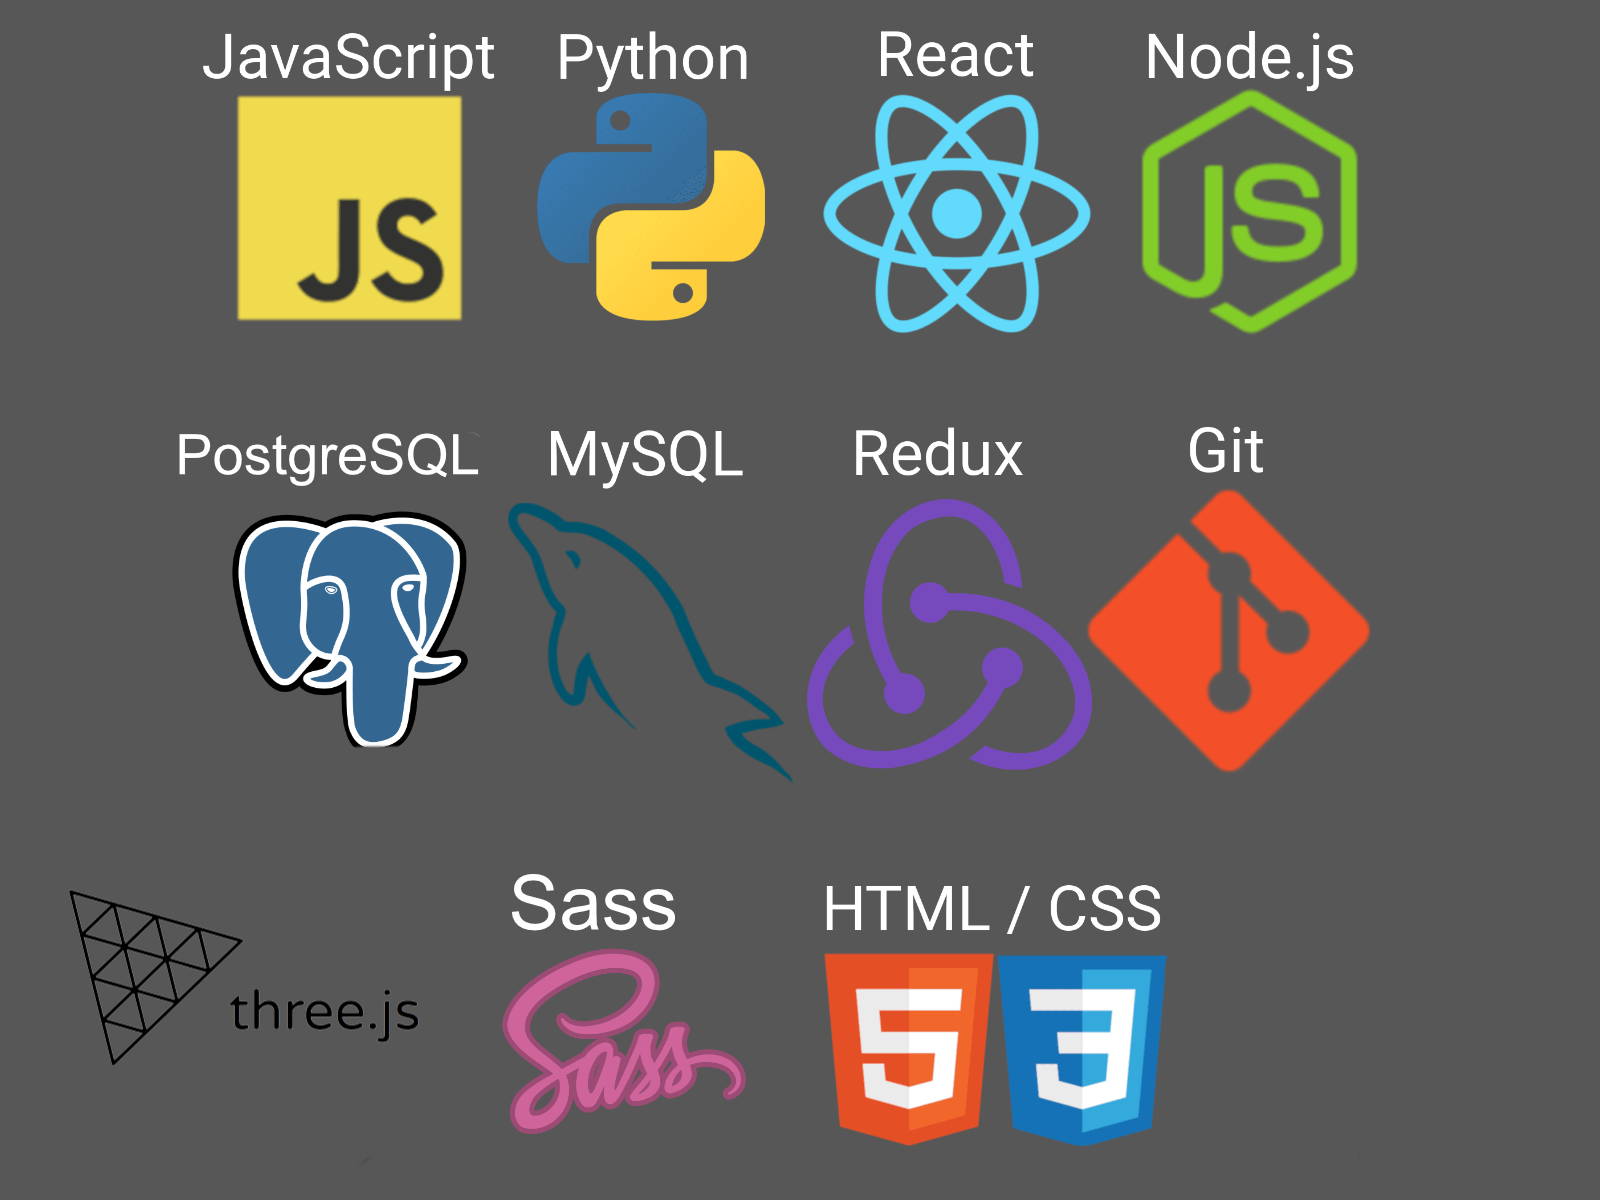 JavaScript Python React Node.js
JS JS
PostgreSQL MySQL Redux Git
Sass HTML / CSS
three.js Sass 5 3